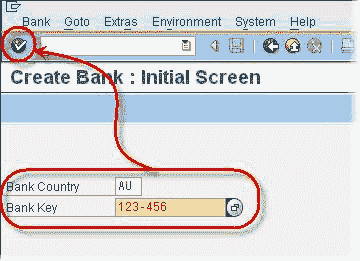 Bank Goto Extras Environment System Help
Create Bank : Initial Screen
Bank Country AU
Bank Key 123-456